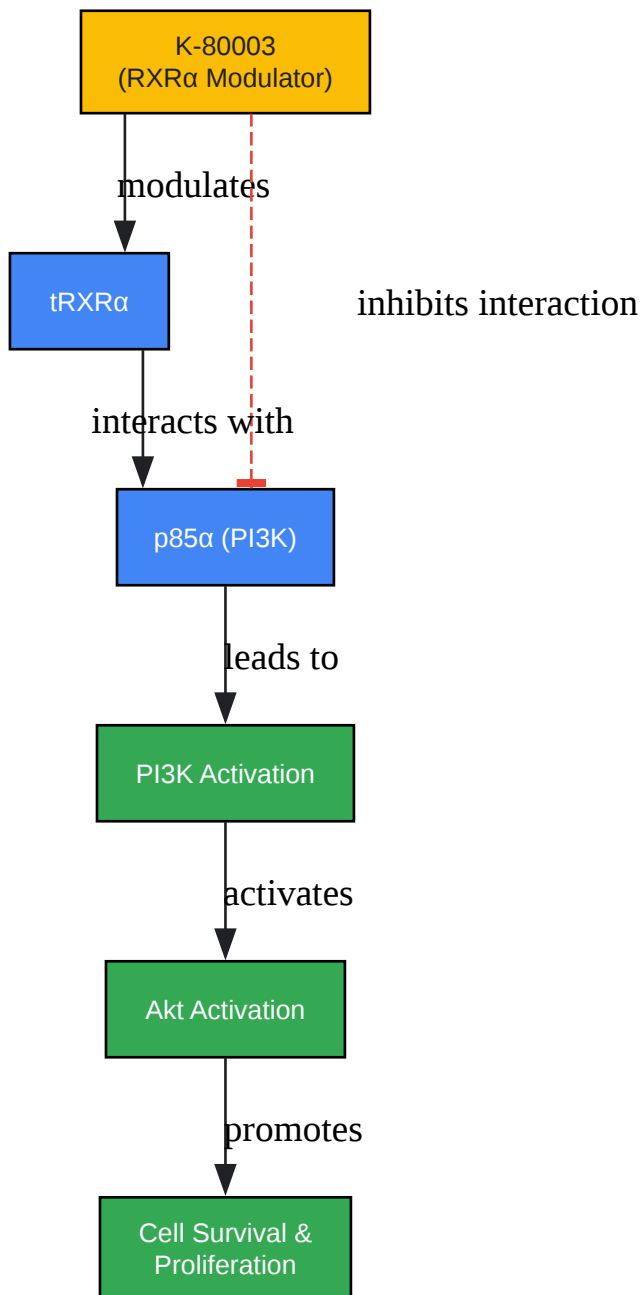 K-80003
(RXRα Modulator)
modulates
tRXRα
inhibits interaction
interacts with
p85α (PI3K)
leads to
PI3K Activation
activates
Akt Activation
promotes
Cell Survival &
Proliferation